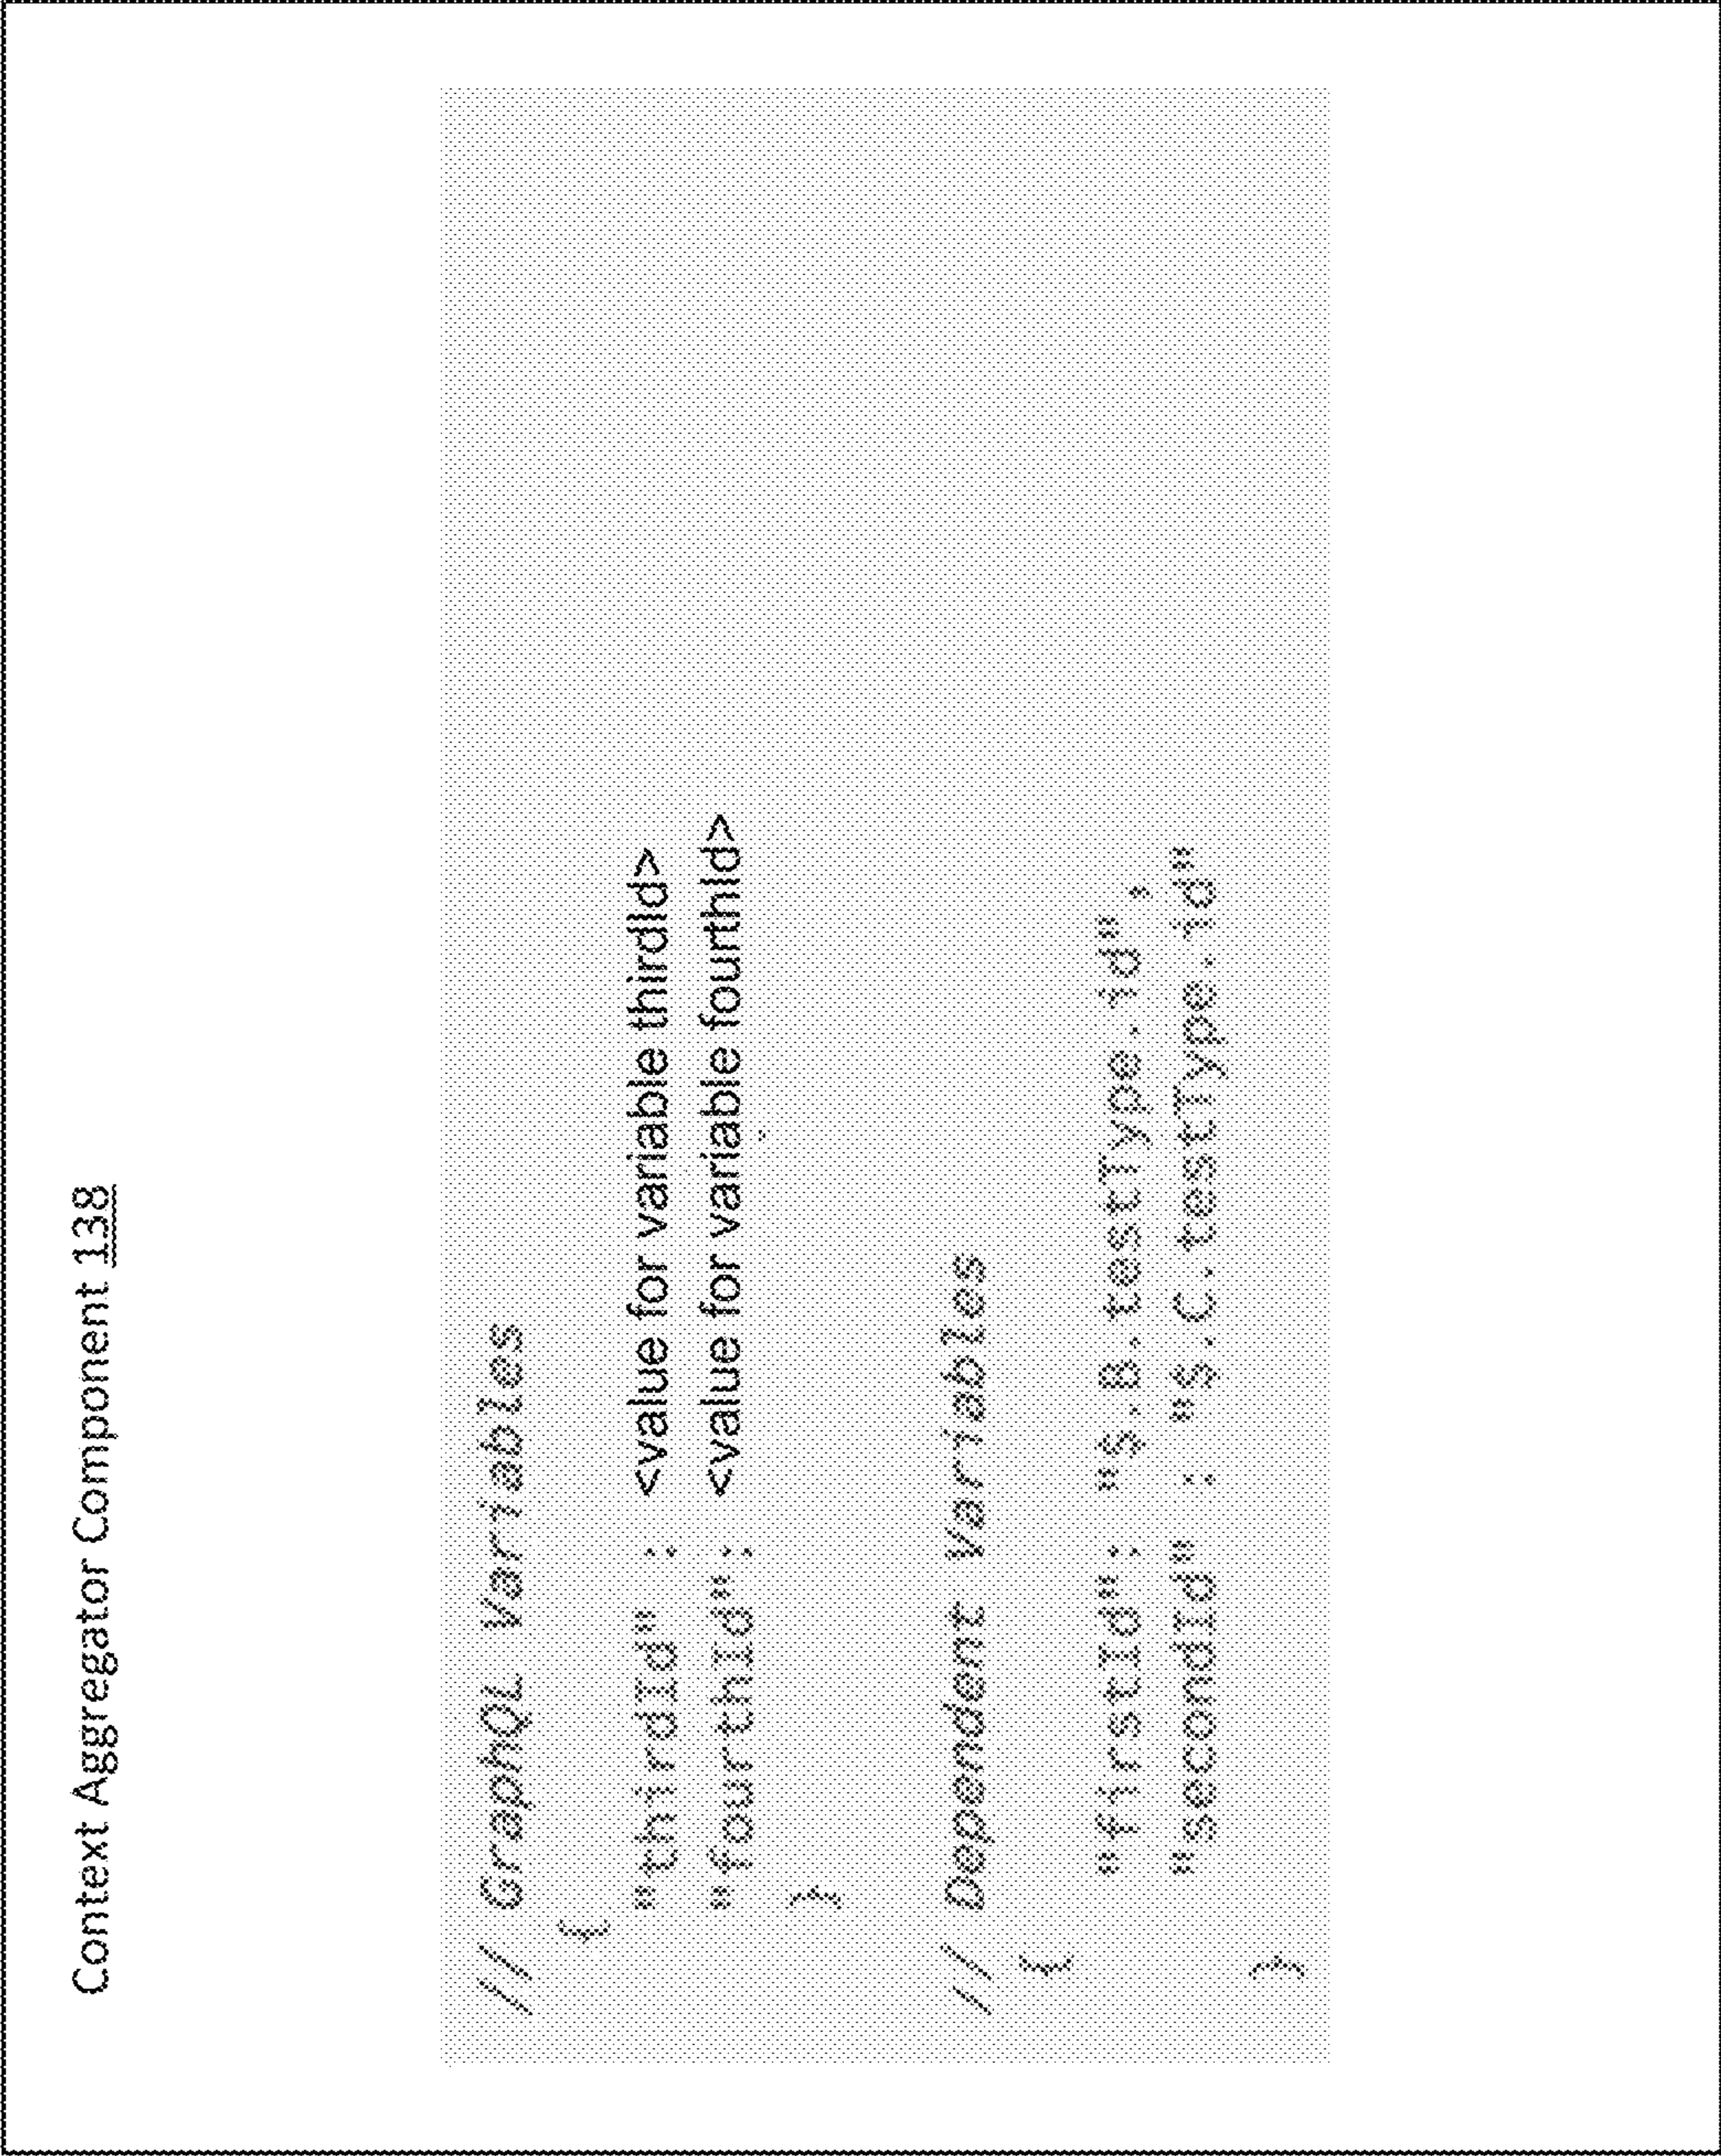 Context Aggregator Component 138
// GraphQL Variables
{
"thirdId" : <value for variable thirdId>
"fourthId": <value for variable fourthId>
}
// Dependent Variables
{
"firstId": "$.B.testType.id",
"secondId" : "$.C.testType.id"
}